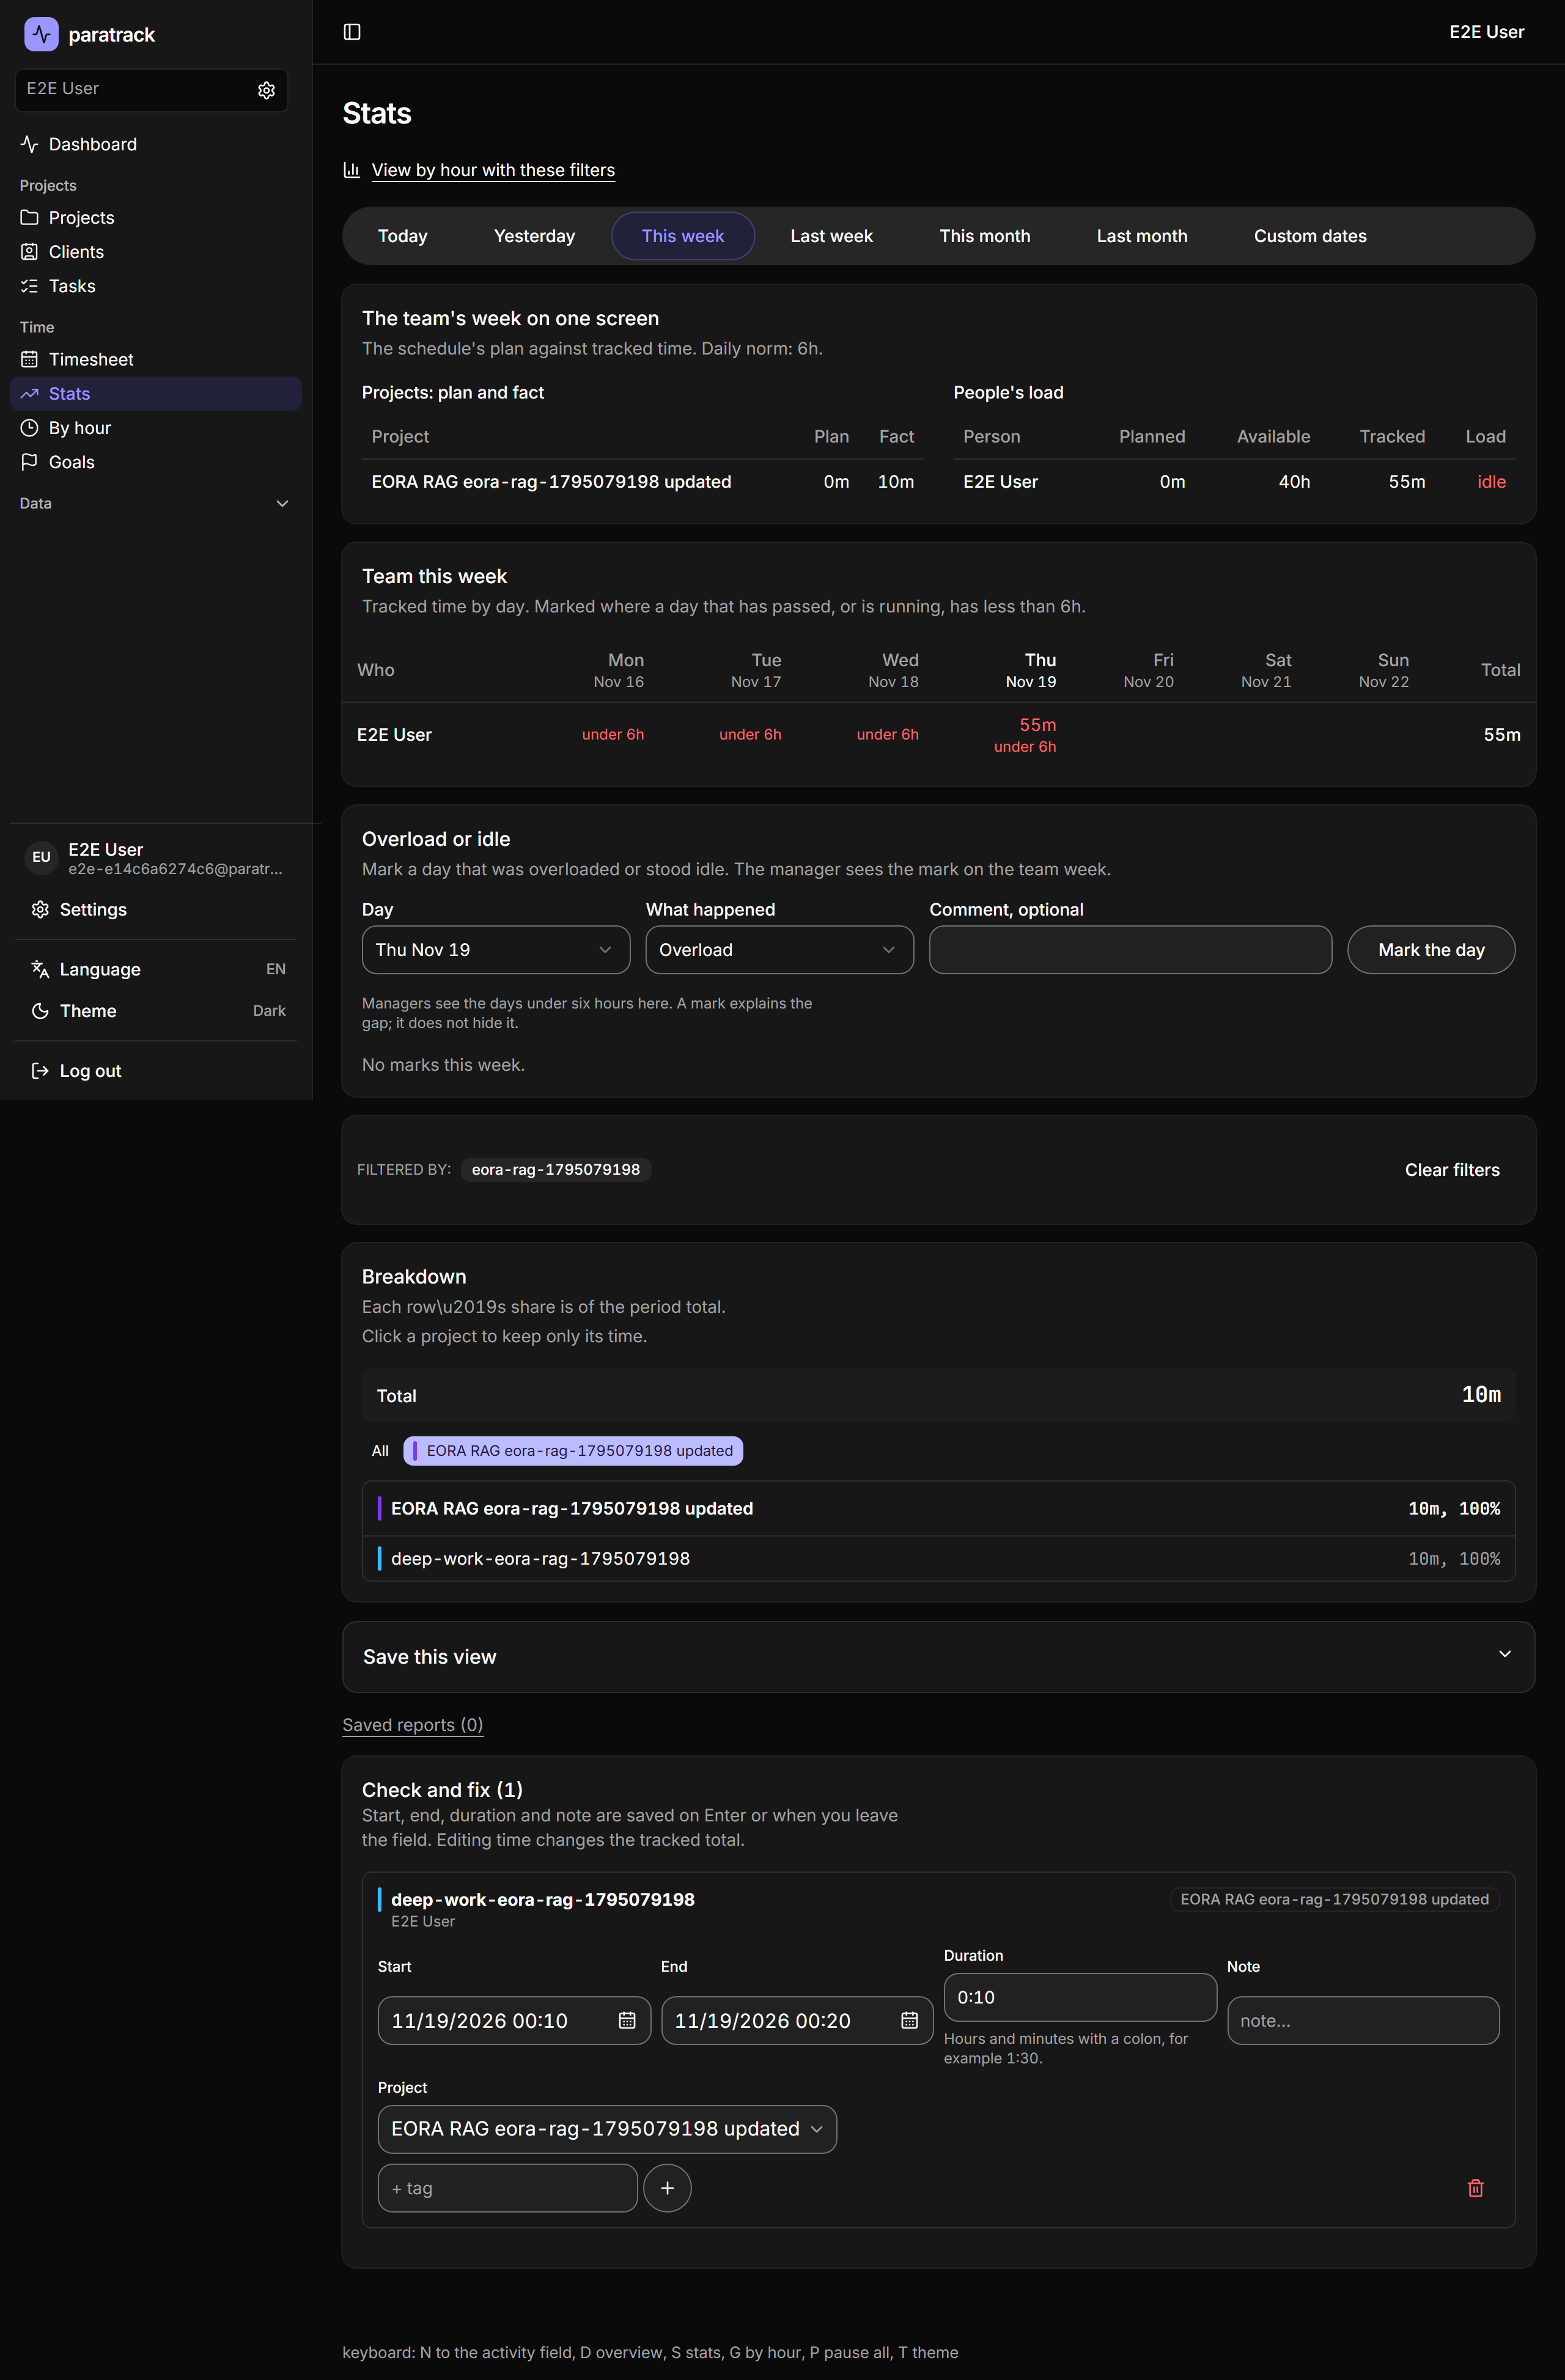 paratrack
E2E User
Dashboard
Projects
Projects
Clients
Tasks
Time
Timesheet
Stats
By hour
Goals
Data
EU
E2E User
e2e-e14c6a6274c6@paratr...
Settings
Language EN
Theme Dark
Log out
E2E User
Stats
View by hour with these filters
Today Yesterday This week Last week This month Last month Custom dates
The team's week on one screen
The schedule's plan against tracked time. Daily norm: 6h.
Projects: plan and fact
Project Plan Fact
EORA RAG eora-rag-1795079198 updated 0m 10m
People's load
Person Planned Available Tracked Load
E2E User 0m 40h 55m idle
Team this week
Tracked time by day. Marked where a day that has passed, or is running, has less than 6h.
Who Mon Tue Wed Thu Fri Sat Sun Total
Nov 16 Nov 17 Nov 18 Nov 19 Nov 20 Nov 21 Nov 22
E2E User under 6h under 6h under 6h 55m 55m
under 6h
Overload or idle
Mark a day that was overloaded or stood idle. The manager sees the mark on the team week.
Day What happened Comment, optional
Thu Nov 19 Overload Mark the day
Managers see the days under six hours here. A mark explains the
gap; it does not hide it.
No marks this week.
FILTERED BY: eora-rag-1795079198 Clear filters
Breakdown
Each row\u2019s share is of the period total.
Click a project to keep only its time.
Total 10m
All EORA RAG eora-rag-1795079198 updated
EORA RAG eora-rag-1795079198 updated 10m, 100%
deep-work-eora-rag-1795079198 10m, 100%
Save this view
Saved reports (0)
Check and fix (1)
Start, end, duration and note are saved on Enter or when you leave
the field. Editing time changes the tracked total.
deep-work-eora-rag-1795079198 EORA RAG eora-rag-1795079198 updated
E2E User
Start End Duration Note
11/19/2026 00:10 11/19/2026 00:20 0:10 note...
Hours and minutes with a colon, for
example 1:30.
Project
EORA RAG eora-rag-1795079198 updated
+ tag +
keyboard: N to the activity field, D overview, S stats, G by hour, P pause all, T theme